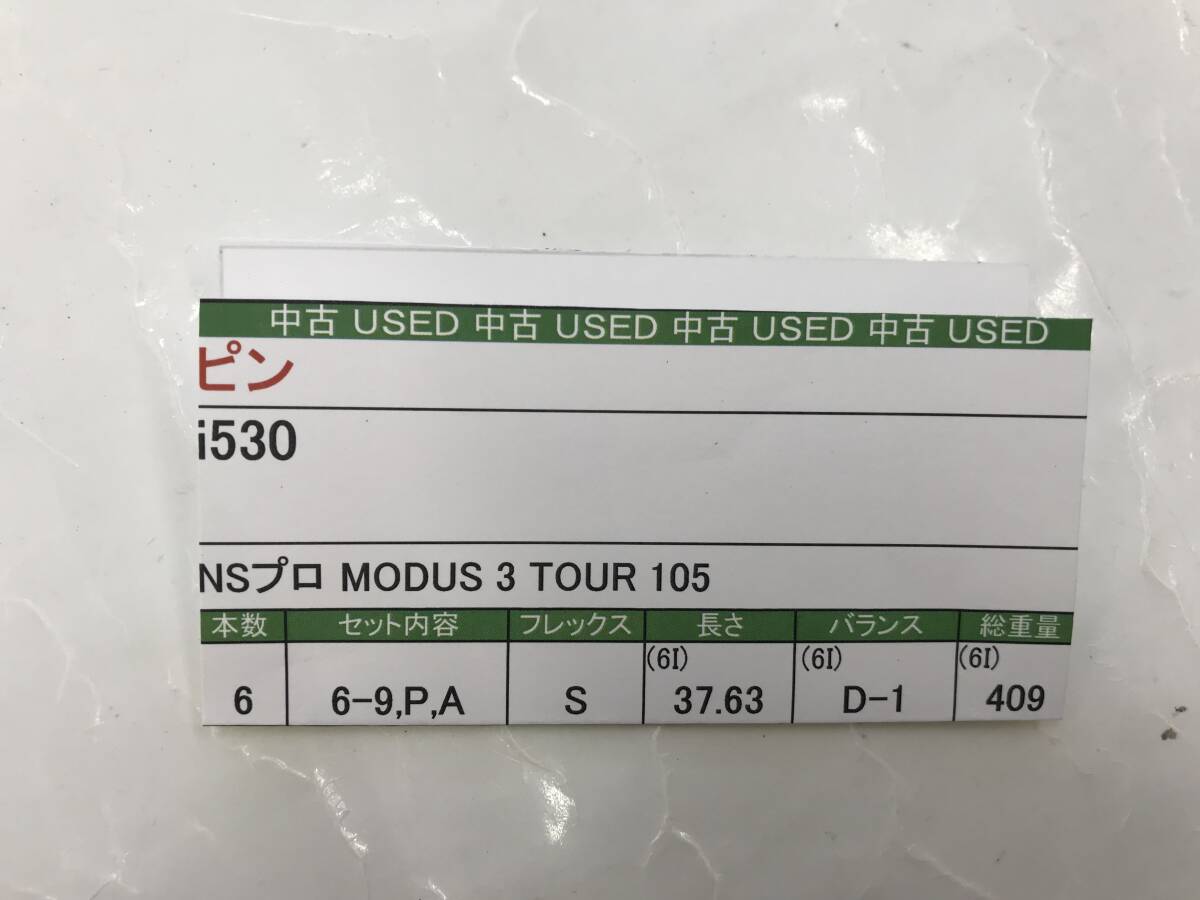 中古 USED 中古 USED 中古 USED 中古 USED
ピン
i530
NSプロ MODUS 3 TOUR 105
本数 セット内容 フレックス 長さ バランス 総重量
(6I) (6I) (6I)
6 6-9,P,A S 37.63 D-1 409